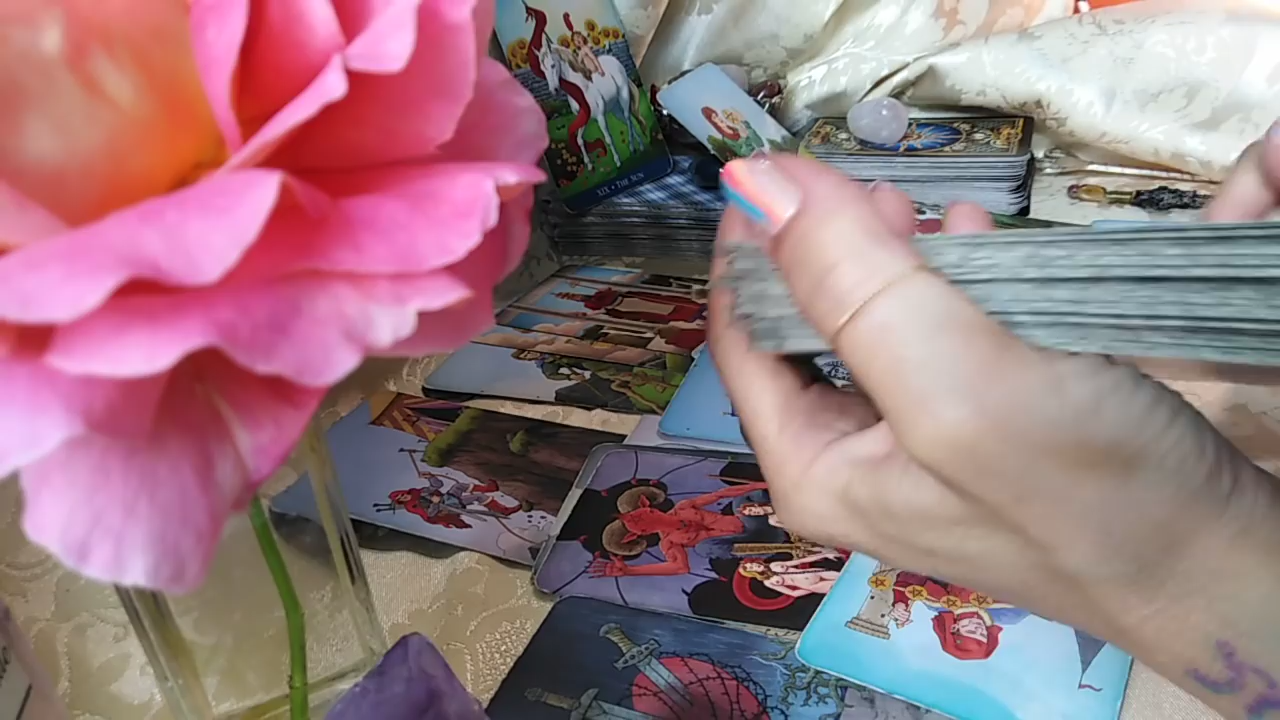 XIX • THE SUN